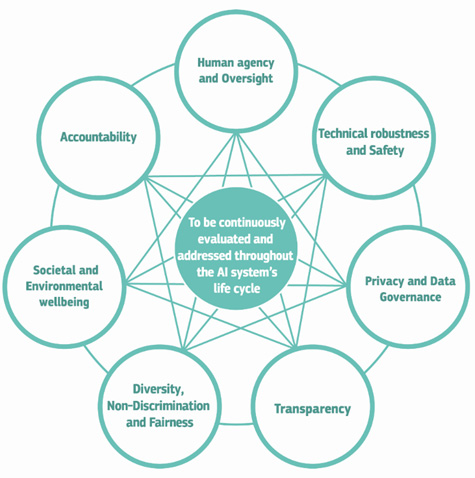 Human agency
and Oversight
Technical robustness
and Safety
Privacy and Data
Governance
Transparency
Diversity,
Non-Discrimination
and Fairness
Societal and
Environmental
wellbeing
Accountability
To be continuously
evaluated and
addressed throughout
the AI system's
life cycle